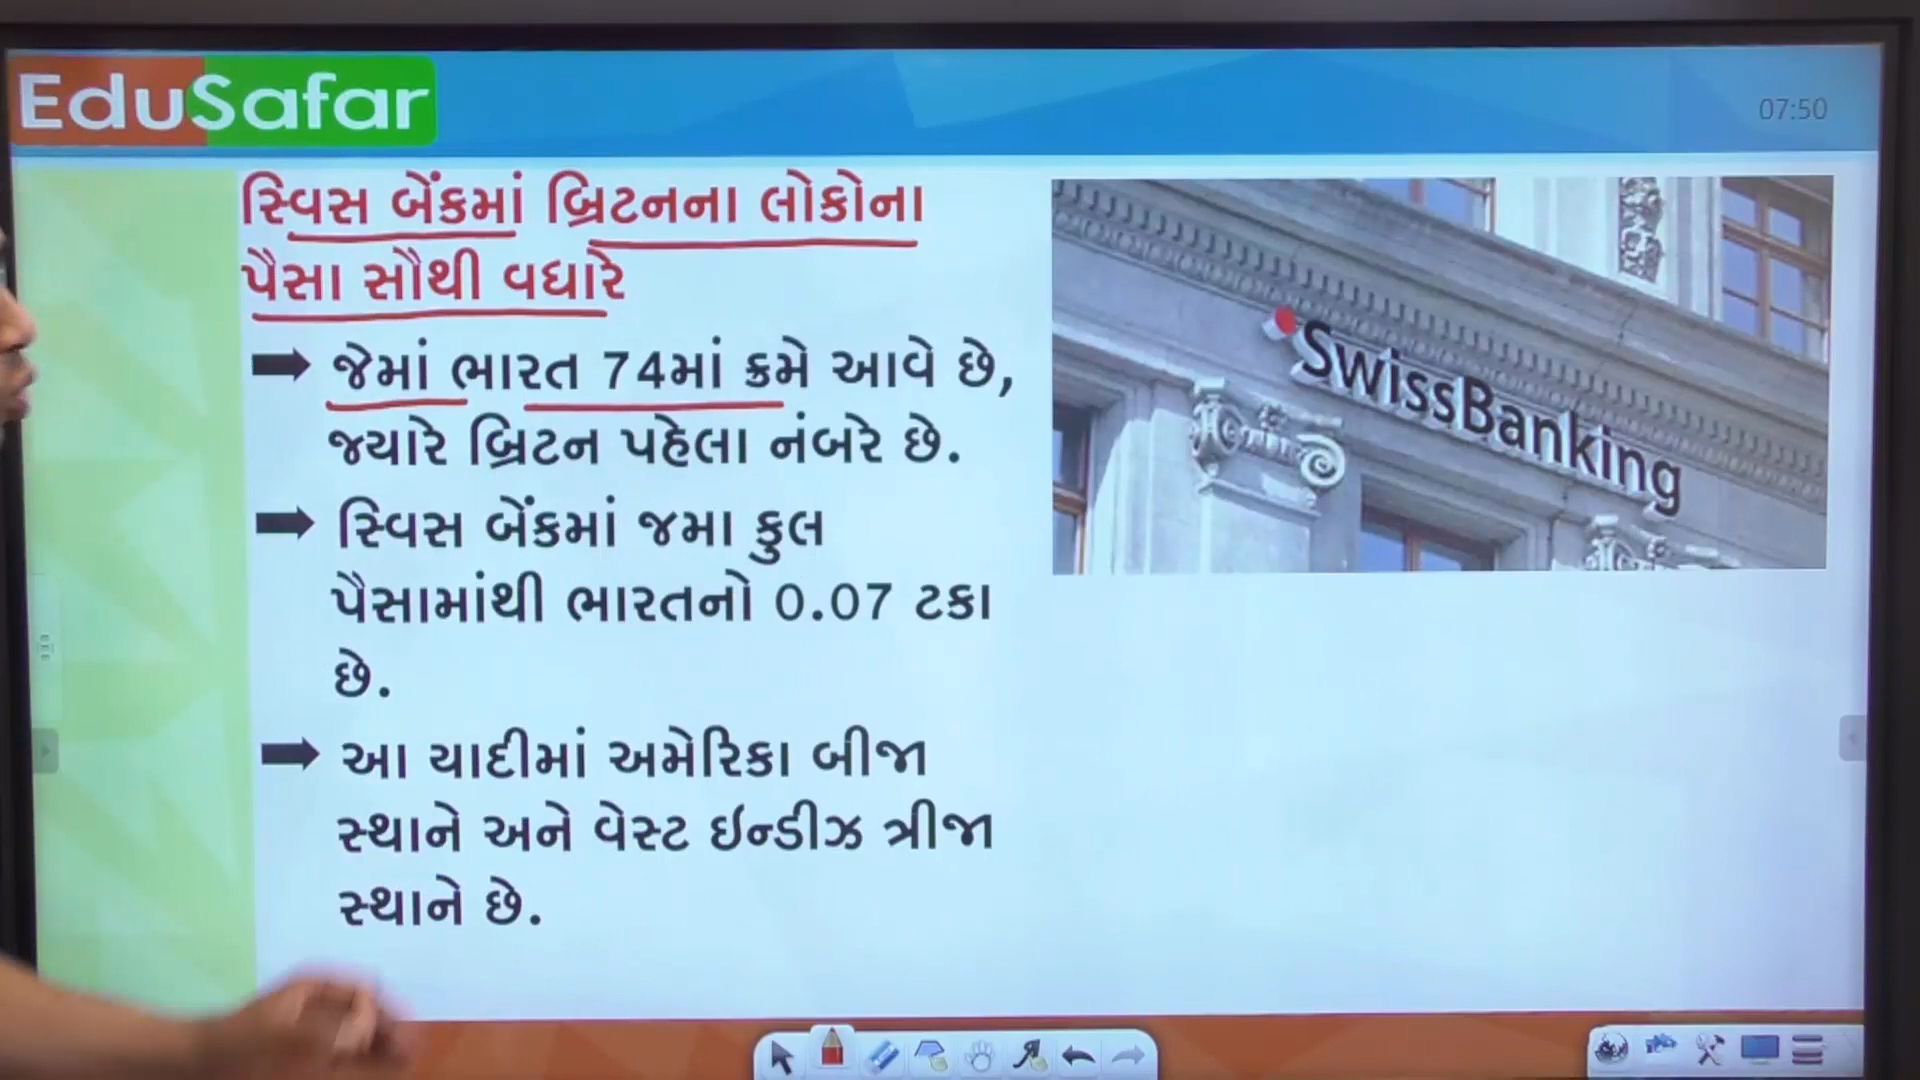 EduSafar
07:50
સ્વિસ બેંકમાં બ્રિટનના લોકોના
પૈસા સૌથી વધારે
જેમાં ભારત 74માં ક્રમે આવે છે,
જ્યારે બ્રિટન પહેલા નંબરે છે.
સ્વિસ બેંકમાં જમા કુલ
પૈસામાંથી ભારતનો 0.07 ટકા
છે.
આ યાદીમાં અમેરિકા બીજા
સ્થાને અને વેસ્ટ ઇન્ડીઝ ત્રીજા
સ્થાને છે.
SwissBanking